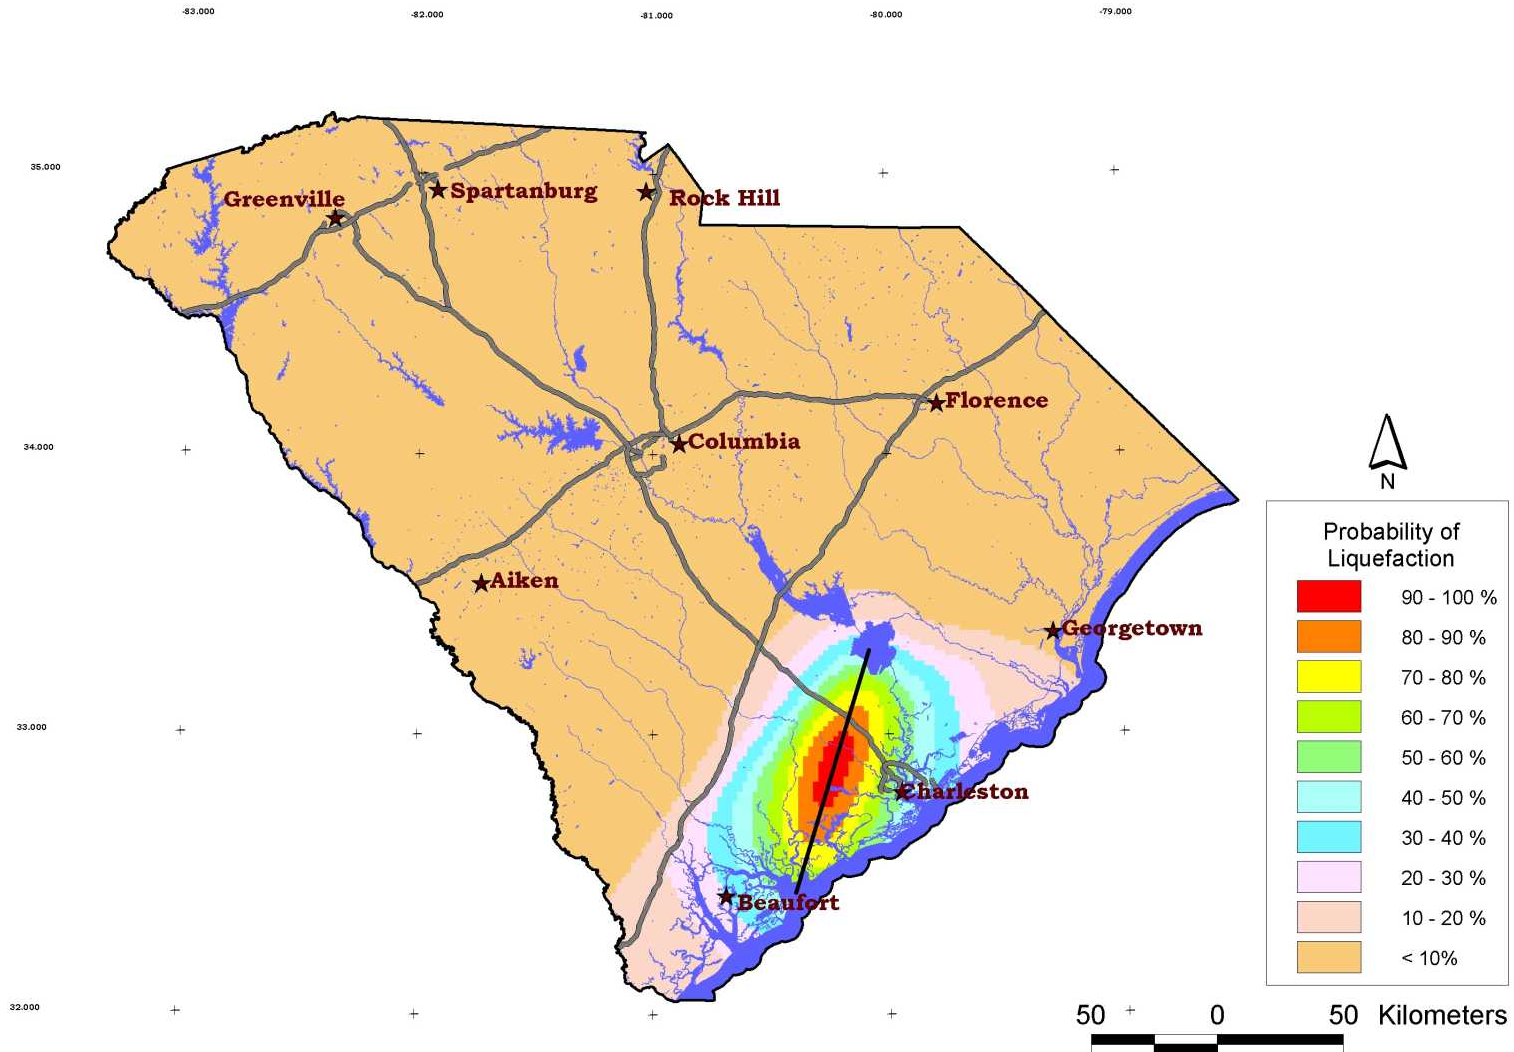 -83.000
-82.000
-81.000
-80.000
-79.000
35.000
Greenville
Spartanburg
Rock Hill
Florence
34.000
Columbia
N
Aiken
Georgetown
33.000
Charleston
Beaufort
32.000
Probability of
Liquefaction
90 - 100 %
80 - 90 %
70 - 80 %
60 - 70 %
50 - 60 %
40 - 50 %
30 - 40 %
20 - 30 %
10 - 20 %
< 10%
50 0 50 Kilometers